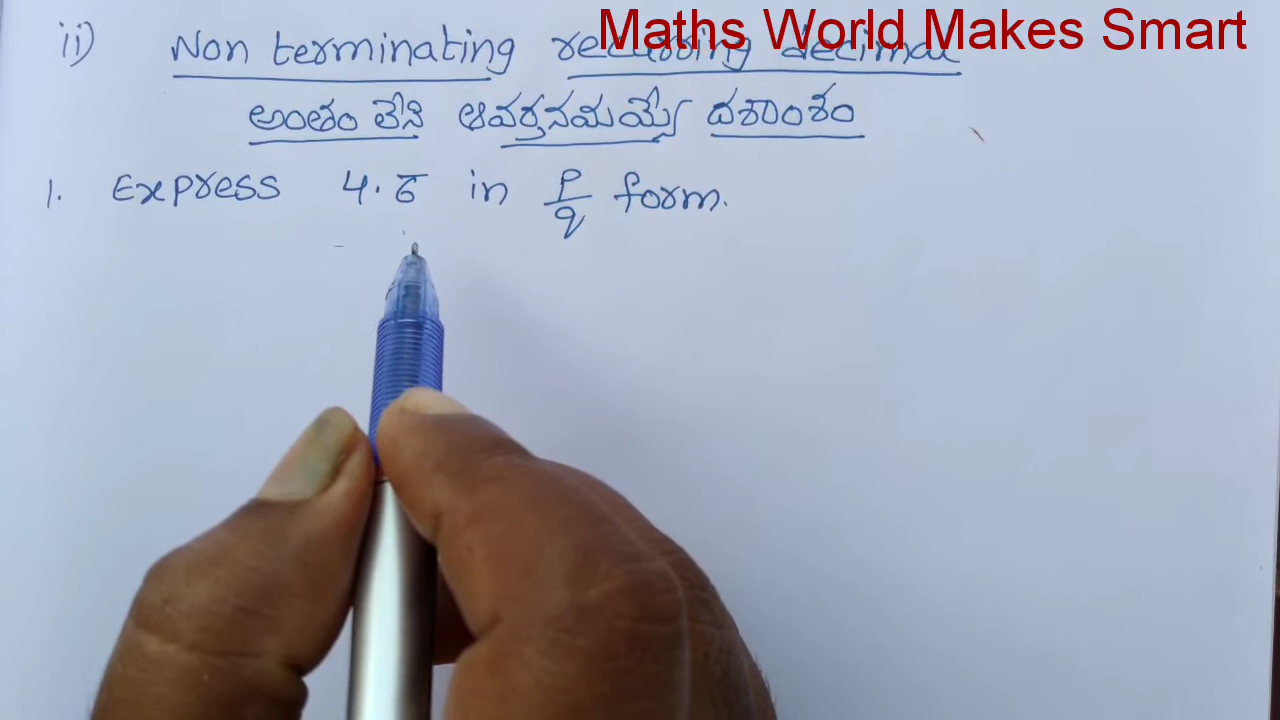 Maths World Makes Smart
ii) Non terminating recurring decimal
అంతం లేని ఆవర్తనమయ్యే దశాంశం
1. Express 4.6̅ in p/q form.